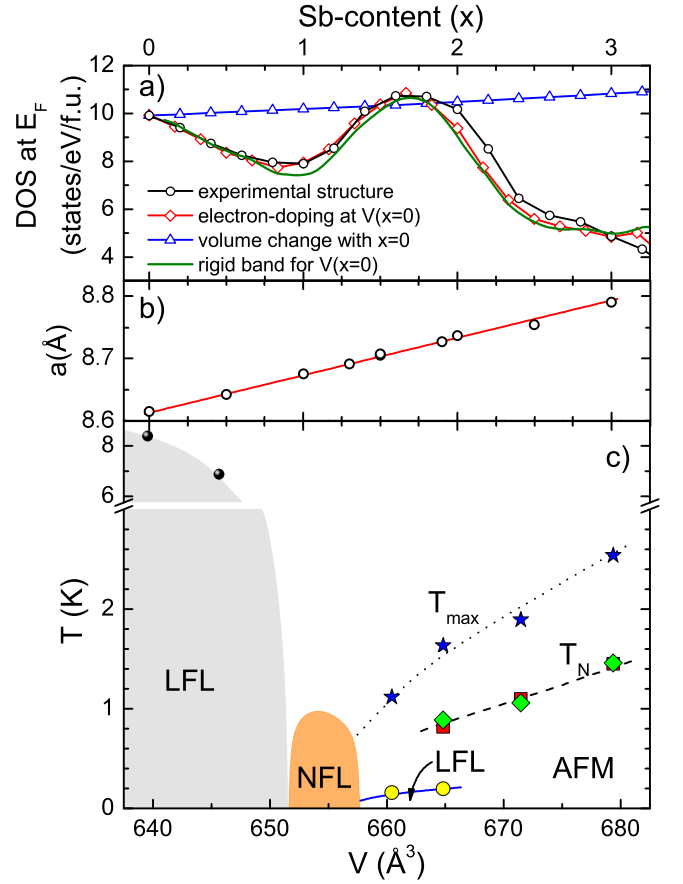 Sb-content (x)
0 1 2 3
a)
12
10
8
6
4
DOS at E_F
(states/eV/f.u.)
experimental structure
electron-doping at V(x=0)
volume change with x=0
rigid band for V(x=0)
b)
8.8
8.7
8.6
a(Å)
c)
8
6
2
1
0
T (K)
T_max
T_N
LFL
NFL
LFL
AFM
640 650 660 670 680
V (Å³)